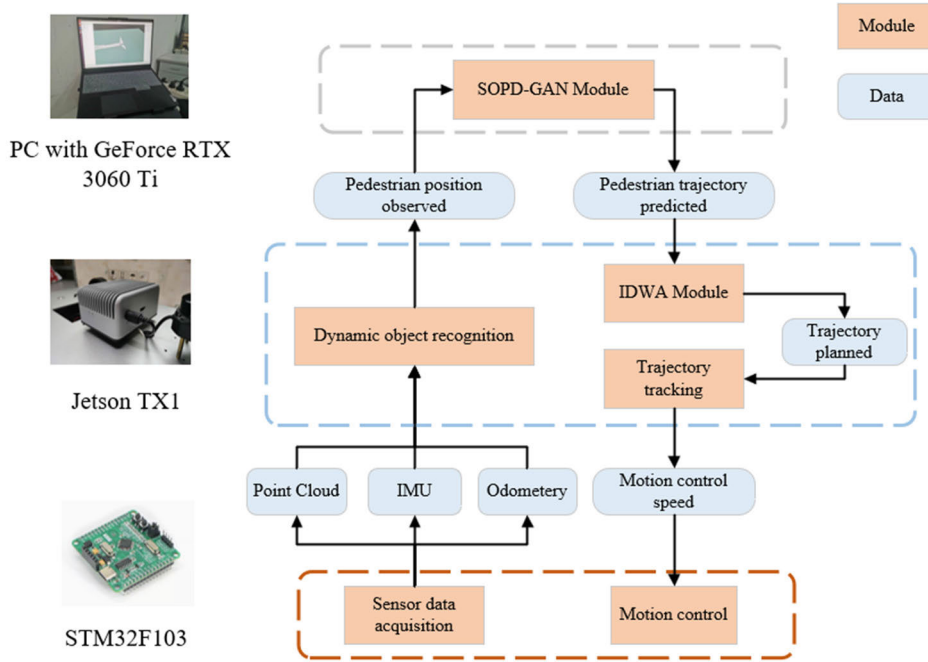 Module
SOPD-GAN Module
Data
PC with GeForce RTX
3060 Ti
Pedestrian position
observed
Pedestrian trajectory
predicted
IDWA Module
Dynamic object recognition
Trajectory
planned
Trajectory
tracking
Jetson TX1
Point Cloud
IMU
Odometery
Motion control
speed
Sensor data
acquisition
Motion control
STM32F103